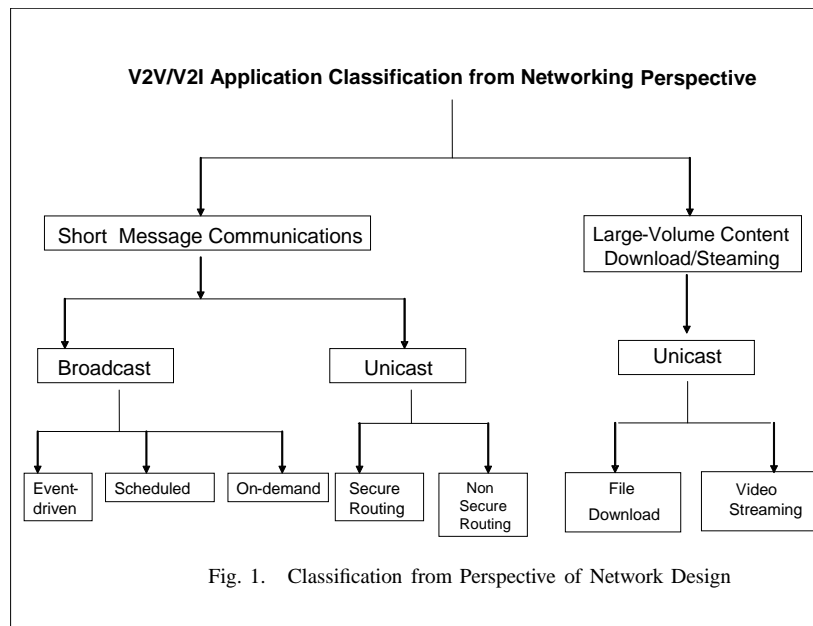 V2V/V2I Application Classification from Networking Perspective
Short Message Communications
Large-Volume Content
Download/Steaming
Broadcast
Unicast
Unicast
Event-
driven
Scheduled
On-demand
Secure
Routing
Non
Secure
Routing
File
Download
Video
Streaming
Fig. 1. Classification from Perspective of Network Design